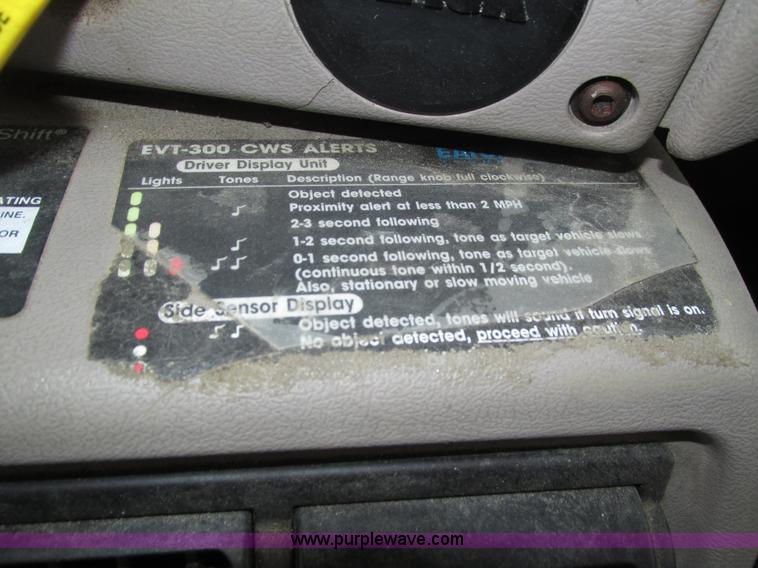 Shift®
ATING
INE.
OR
EVT-300 CWS ALERTS
Driver Display Unit
Lights Tones Description (Range knob full clockwise)
Object detected
Proximity alert at less than 2 MPH
2-3 second following
1-2 second following, tone as target vehicle slows
0-1 second following, tone as target vehicle slows
(continuous tone within 1/2 second).
Also, stationary or slow moving vehicle
Side Sensor Display
Object detected, tones will sound if turn signal is on.
No object detected, proceed with caution.
www.purplewave.com